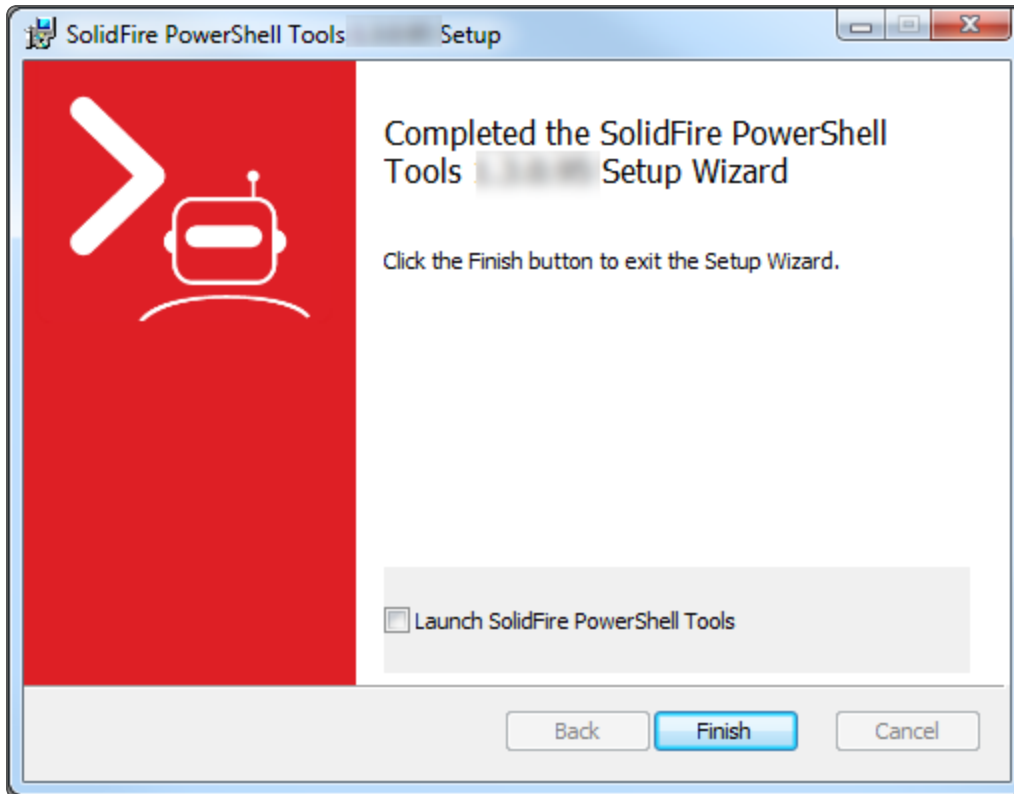 SolidFire PowerShell Tools Setup
Completed the SolidFire PowerShell
Tools Setup Wizard
Click the Finish button to exit the Setup Wizard.
Launch SolidFire PowerShell Tools
Back
Finish
Cancel